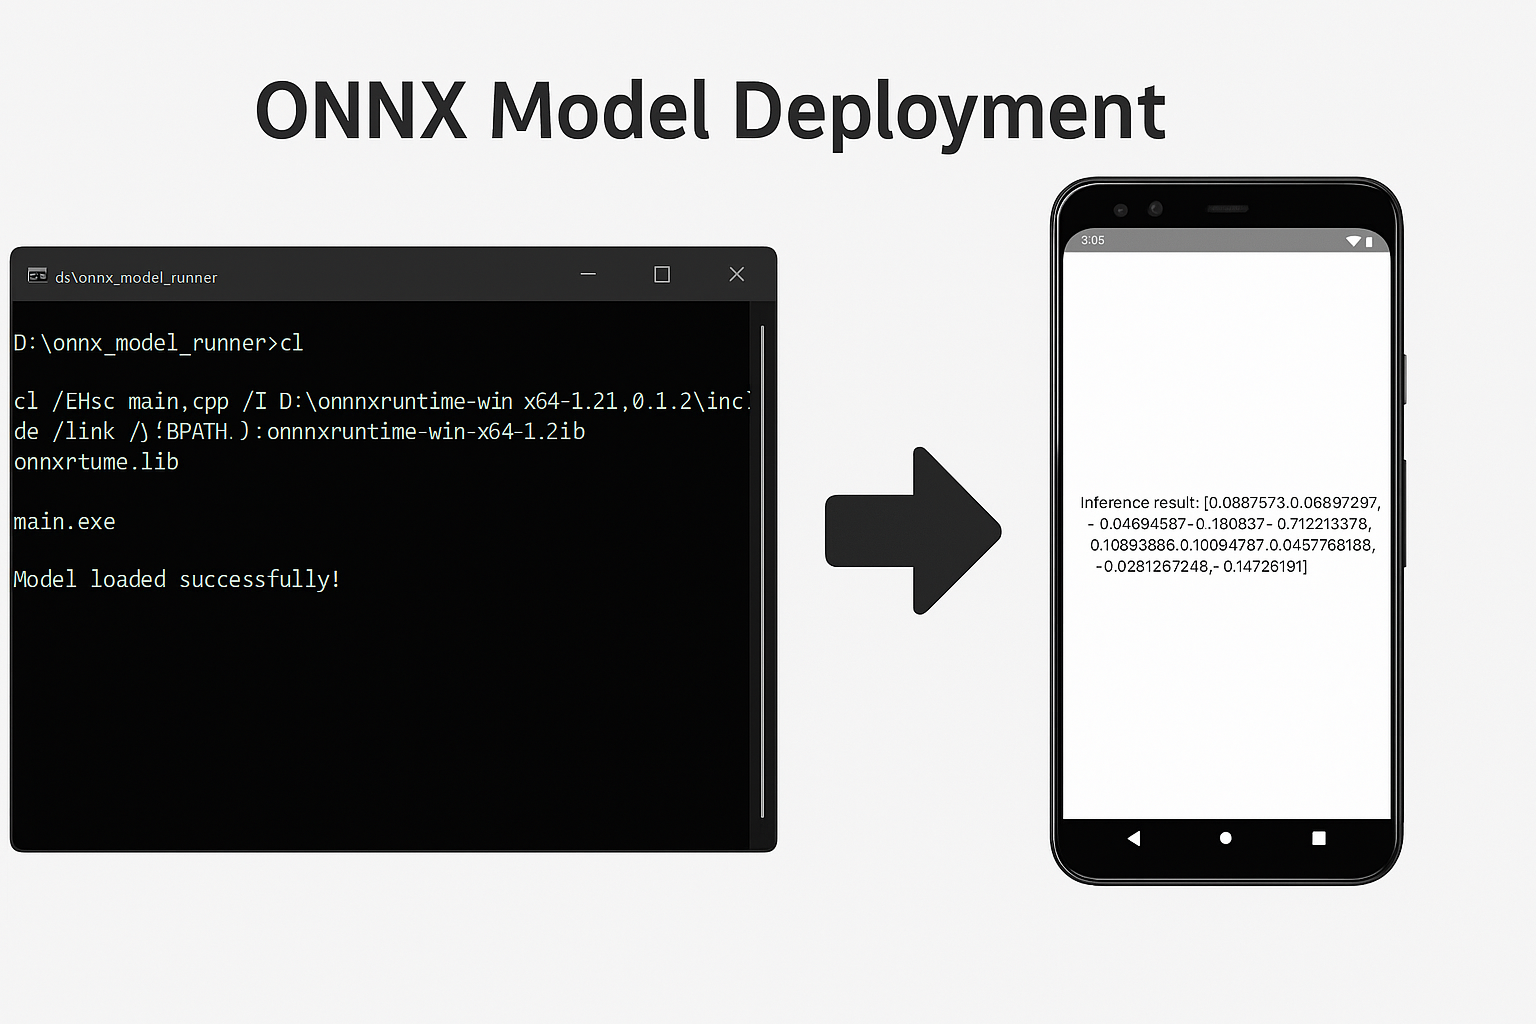 ONNX Model Deployment
ds\onnx_model_runner
D:\onnx_model_runner>cl
cl /EHsc main,cpp /I D:\onnnxruntime-win x64-1.21,0.1.2\incl
de /link /):onnnxruntime-win-x64-1.2ib
onnxrtume.lib
main.exe
Model loaded successfully!
3:05
Inference result: [0.0887573.0.06897297,
- 0.04694587-0.180837- 0.712213378,
0.10893886.0.10094787.0.0457768188,
-0.0281267248,- 0.14726191]